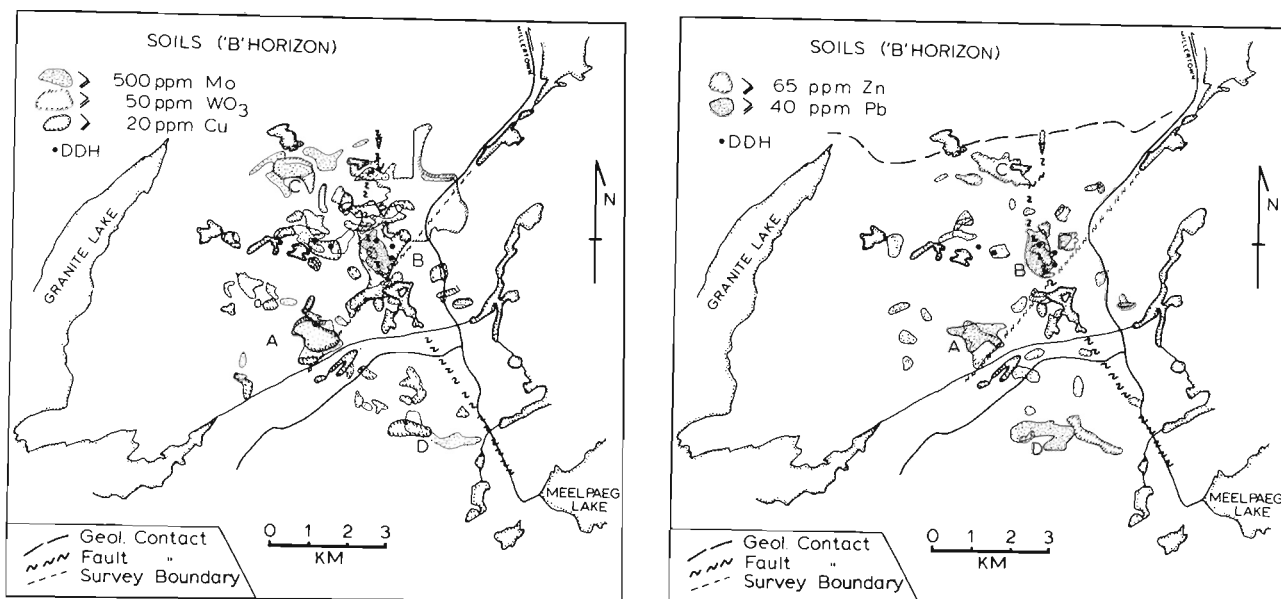 SOILS ('B' HORIZON)
≥ 500 ppm Mo
≥ 50 ppm WO3
≥ 20 ppm Cu
• DDH
GRANITE LAKE
N
C
B
A
D
MEELPAEG
LAKE
Geol. Contact
Fault "
Survey Boundary
0 1 2 3
KM
SOILS ('B' HORIZON)
≥ 65 ppm Zn
≥ 40 ppm Pb
• DDH
GRANITE LAKE
N
C
B
A
D
MEELPAEG
LAKE
Geol. Contact
Fault "
Survey Boundary
0 1 2 3
KM